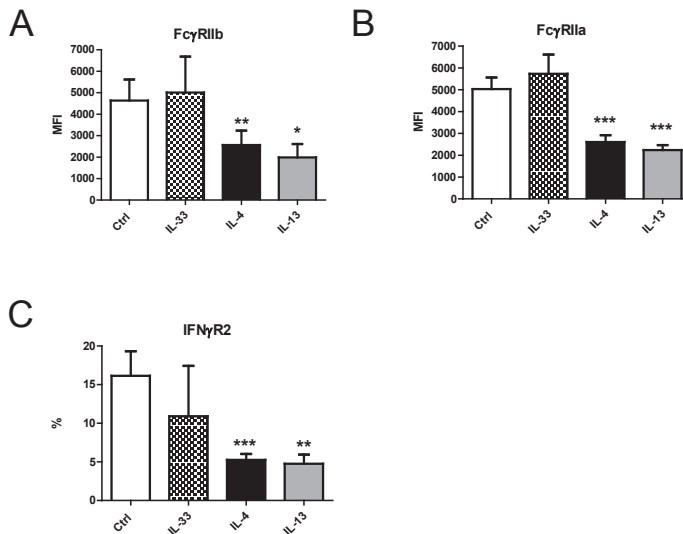 A
FcγRIIb
7000
6000
5000
4000
3000
2000
1000
0
MFI
**
*
Ctrl
IL-33
IL-4
IL-13
B
FcγRIIa
7000
6000
5000
4000
3000
2000
1000
0
MFI
***
***
Ctrl
IL-33
IL-4
IL-13
C
IFNγR2
20
15
10
5
0
%
***
**
Ctrl
IL-33
IL-4
IL-13